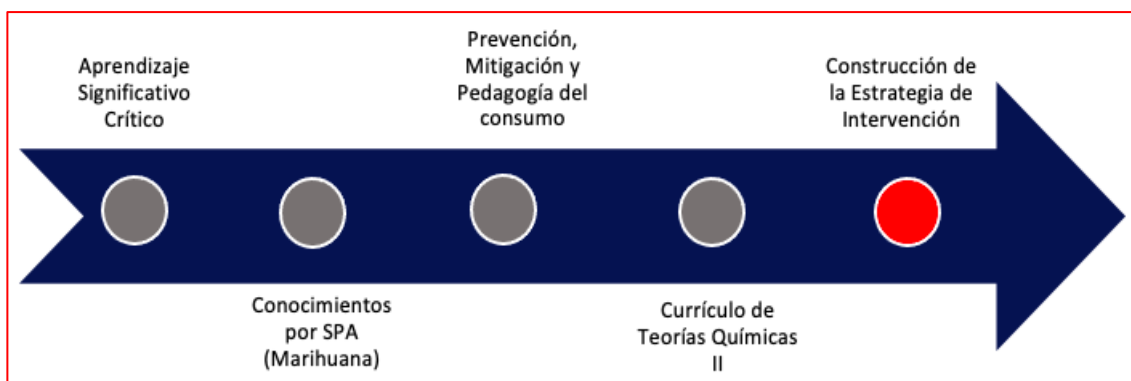 Aprendizaje
Significativo
Crítico
Conocimientos
por SPA
(Marihuana)
Prevención,
Mitigación y
Pedagogía del
consumo
Currículo de
Teorías Químicas
II
Construcción de
la Estrategia de
Intervención